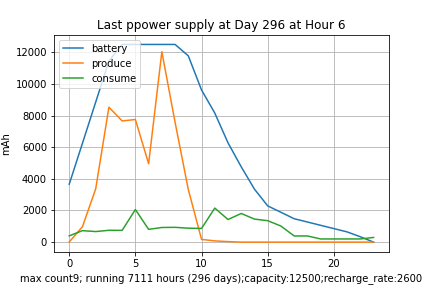 Last ppower supply at Day 296 at Hour 6
12000
10000
8000
6000
4000
2000
0
mAh
battery
produce
consume
0 5 10 15 20
max count9; running 7111 hours (296 days);capacity:12500;recharge_rate:2600